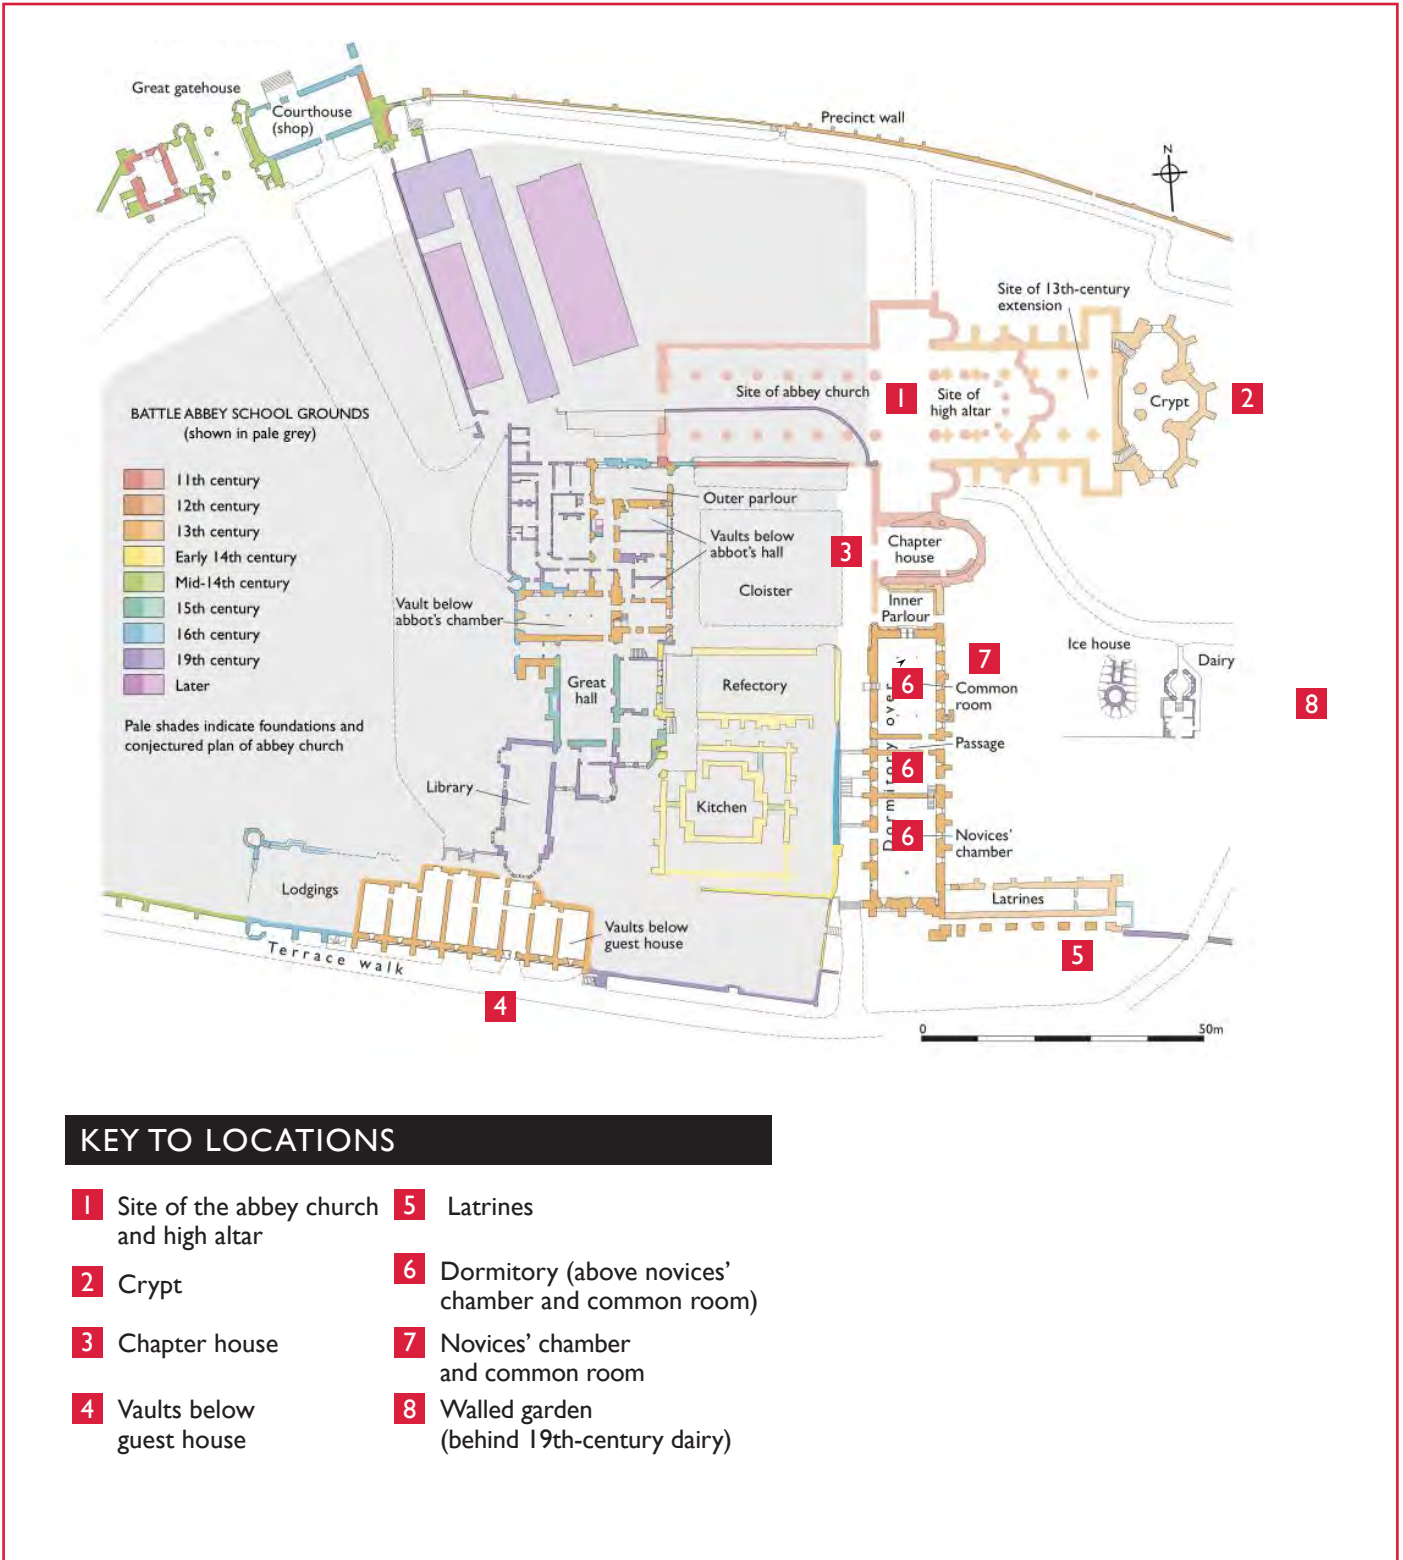 Great gatehouse
Courthouse
(shop)
Precinct wall
N
Site of 13th-century
extension
Site of abbey church
1
Site of
high altar
Crypt
2
BATTLE ABBEY SCHOOL GROUNDS
(shown in pale grey)
11th century
12th century
13th century
Early 14th century
Mid-14th century
15th century
16th century
19th century
Later
Pale shades indicate foundations and
conjectured plan of abbey church
Outer parlour
Vaults below
abbot's hall
3
Chapter
house
Cloister
Vault below
abbot's chamber
Inner
Parlour
Ice house
Dairy
7
Great
hall
Refectory
6
Common
room
8
Dormitory over
Passage
6
Library
Kitchen
6
Novices'
chamber
Lodgings
Latrines
Vaults below
guest house
Terrace walk
5
4
0
50m
KEY TO LOCATIONS
1 Site of the abbey church
and high altar
2 Crypt
3 Chapter house
4 Vaults below
guest house
5 Latrines
6 Dormitory (above novices’
chamber and common room)
7 Novices’ chamber
and common room
8 Walled garden
(behind 19th-century dairy)